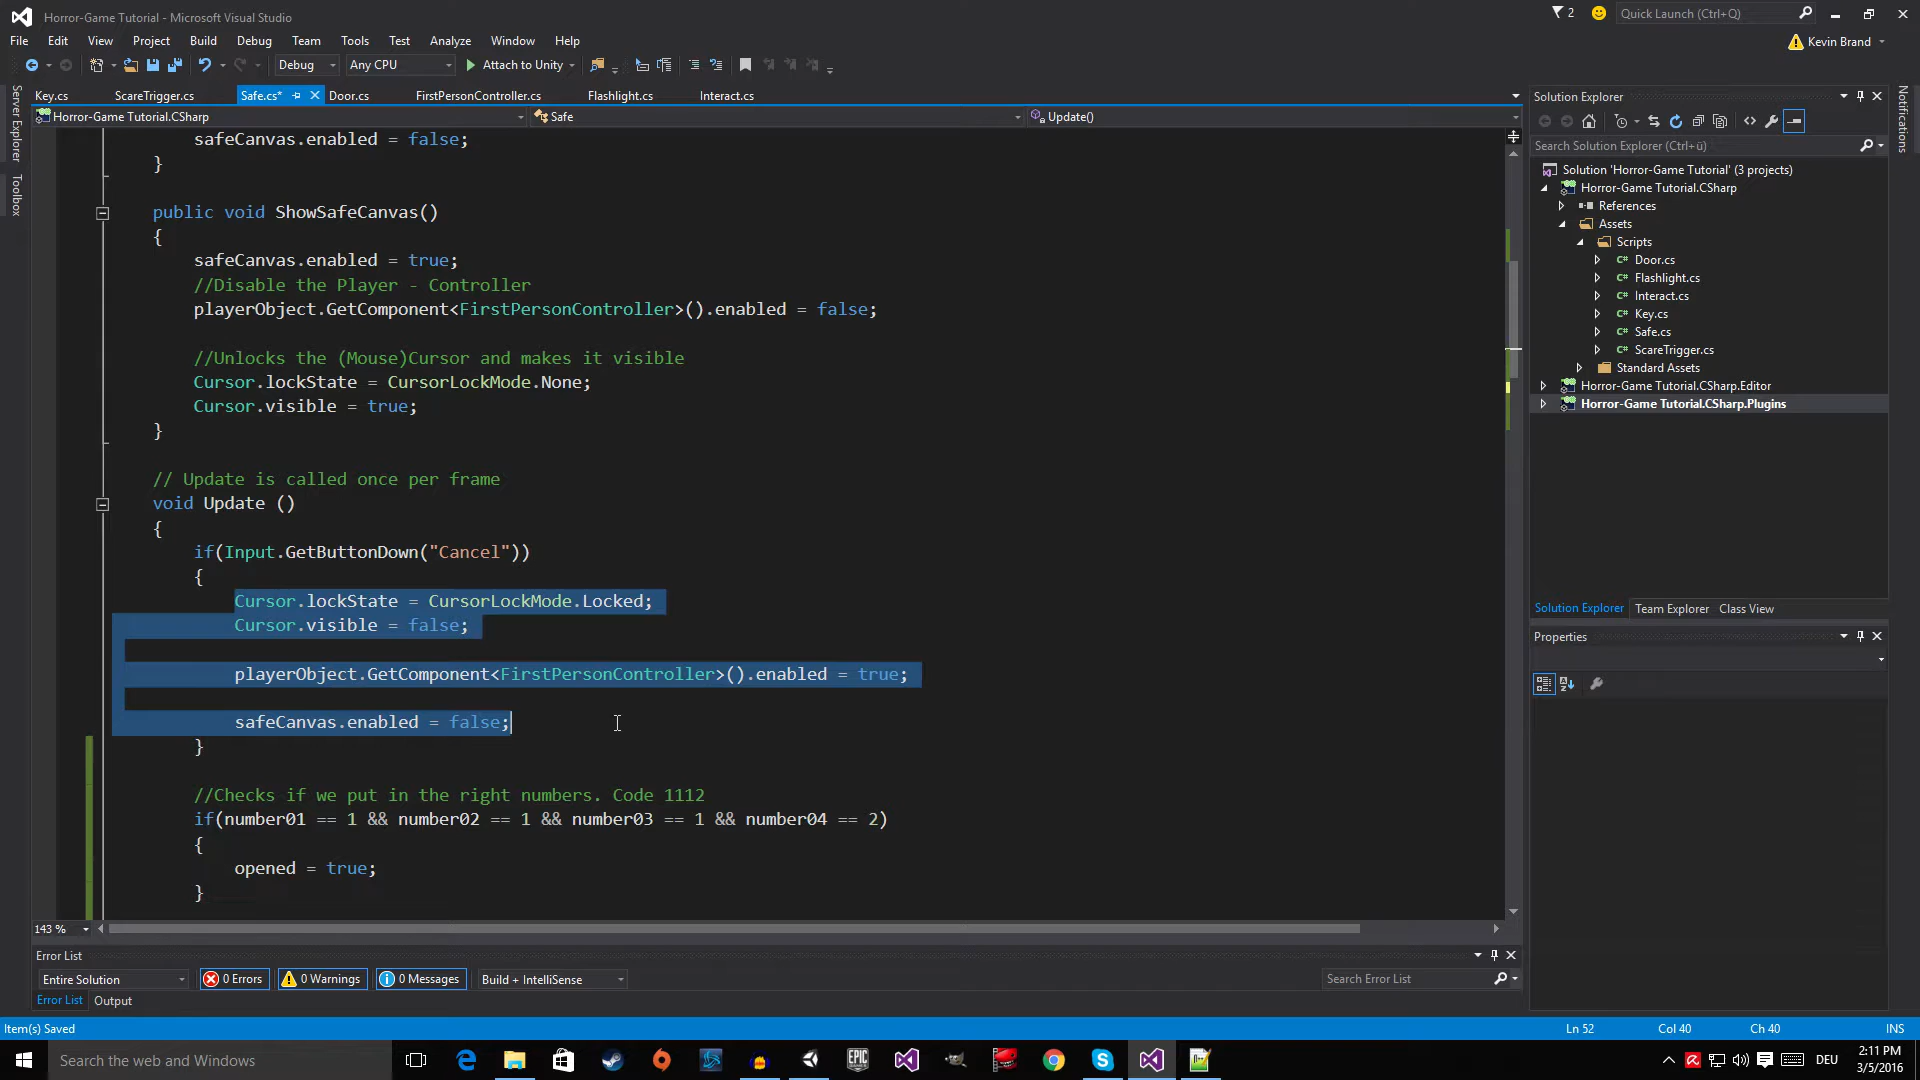 Horror-Game Tutorial - Microsoft Visual Studio
2
Quick Launch (Ctrl+Q)
File Edit View Project Build Debug Team Tools Test Analyze Window Help
Kevin Brand
Debug Any CPU Attach to Unity
Server Explorer
Toolbox
Notifications
Key.cs ScareTrigger.cs Safe.cs* Door.cs FirstPersonController.cs Flashlight.cs Interact.cs
Horror-Game Tutorial.CSharp Safe Update()
safeCanvas.enabled = false;
}
public void ShowSafeCanvas()
{
safeCanvas.enabled = true;
//Disable the Player - Controller
playerObject.GetComponent<FirstPersonController>().enabled = false;
//Unlocks the (Mouse)Cursor and makes it visible
Cursor.lockState = CursorLockMode.None;
Cursor.visible = true;
}
// Update is called once per frame
void Update ()
{
if(Input.GetButtonDown("Cancel"))
{
Cursor.lockState = CursorLockMode.Locked;
Cursor.visible = false;
playerObject.GetComponent<FirstPersonController>().enabled = true;
safeCanvas.enabled = false;
}
//Checks if we put in the right numbers. Code 1112
if(number01 == 1 && number02 == 1 && number03 == 1 && number04 == 2)
{
opened = true;
}
143 %
Solution Explorer
Search Solution Explorer (Ctrl+ü)
Solution 'Horror-Game Tutorial' (3 projects)
Horror-Game Tutorial.CSharp
References
Assets
Scripts
Door.cs
Flashlight.cs
Interact.cs
Key.cs
Safe.cs
ScareTrigger.cs
Standard Assets
Horror-Game Tutorial.CSharp.Editor
Horror-Game Tutorial.CSharp.Plugins
Solution Explorer Team Explorer Class View
Properties
Error List
Entire Solution 0 Errors 0 Warnings 0 Messages Build + IntelliSense Search Error List
Error List Output
Item(s) Saved Ln 52 Col 40 Ch 40 INS
Search the web and Windows
EPIC GAMES
DEU
2:11 PM
3/5/2016